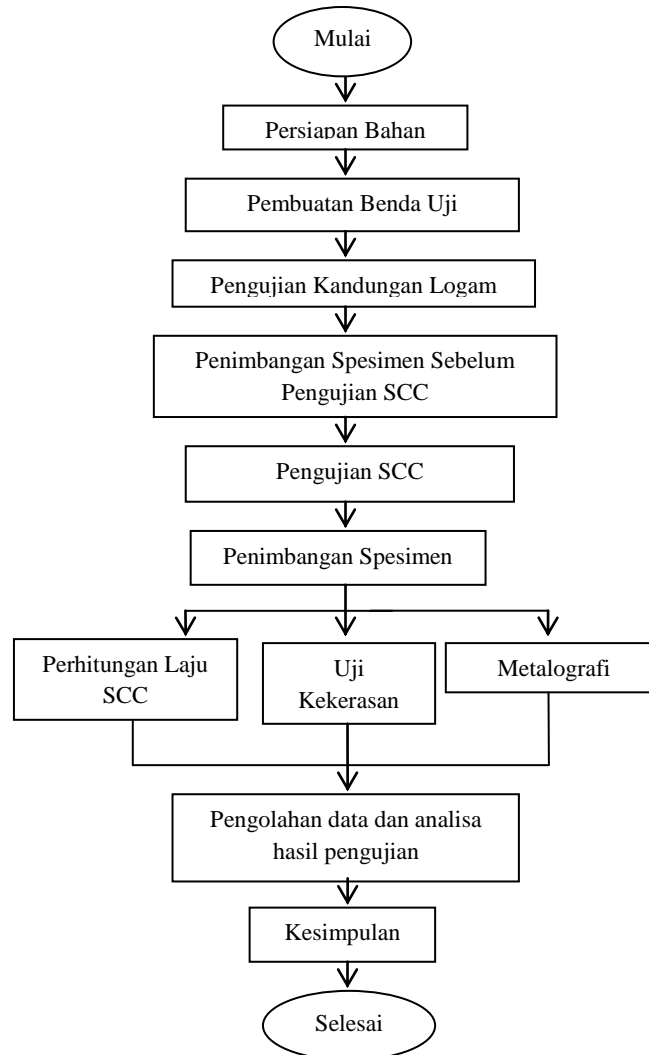 Mulai
Persiapan Bahan
Pembuatan Benda Uji
Pengujian Kandungan Logam
Penimbangan Spesimen Sebelum
Pengujian SCC
Pengujian SCC
Penimbangan Spesimen
Perhitungan Laju
SCC
Uji
Kekerasan
Metalografi
Pengolahan data dan analisa
hasil pengujian
Kesimpulan
Selesai